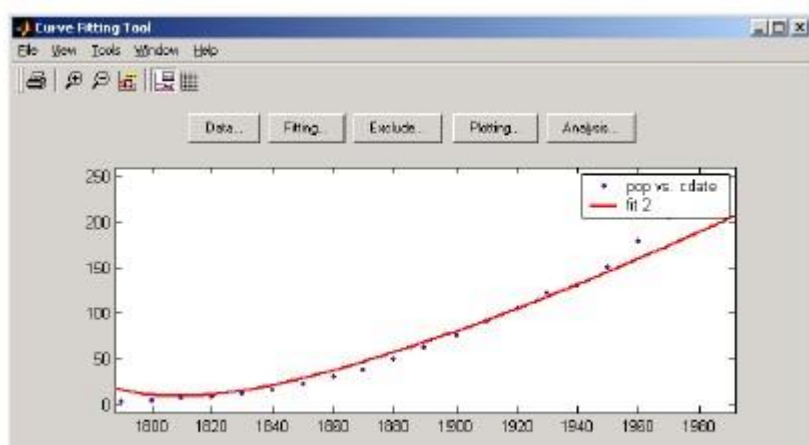 Curve Fitting Tool
File View Tools Window Help
Data... Fitting... Exclude... Plotting... Analysis...
250
200
150
100
50
0
pop vs. cdate
fit 2
1800 1820 1840 1860 1880 1900 1920 1940 1960 1980